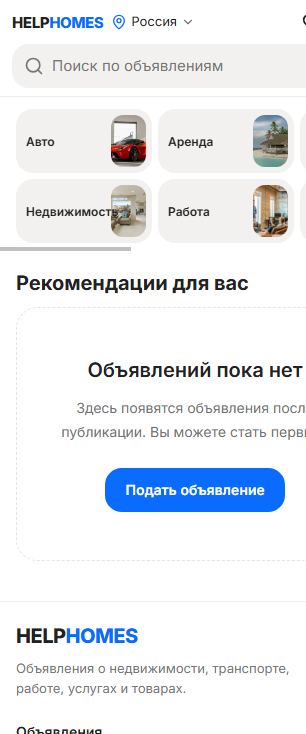 HELPHOMES Россия
Поиск по объявлениям
Авто
Аренда
Недвижимость
Работа
Рекомендации для вас
Объявлений пока нет
Здесь появятся объявления посл
публикации. Вы можете стать перв
Подать объявление
HELPHOMES
Объявления о недвижимости, транспорте,
работе, услугах и товарах.
Объявления